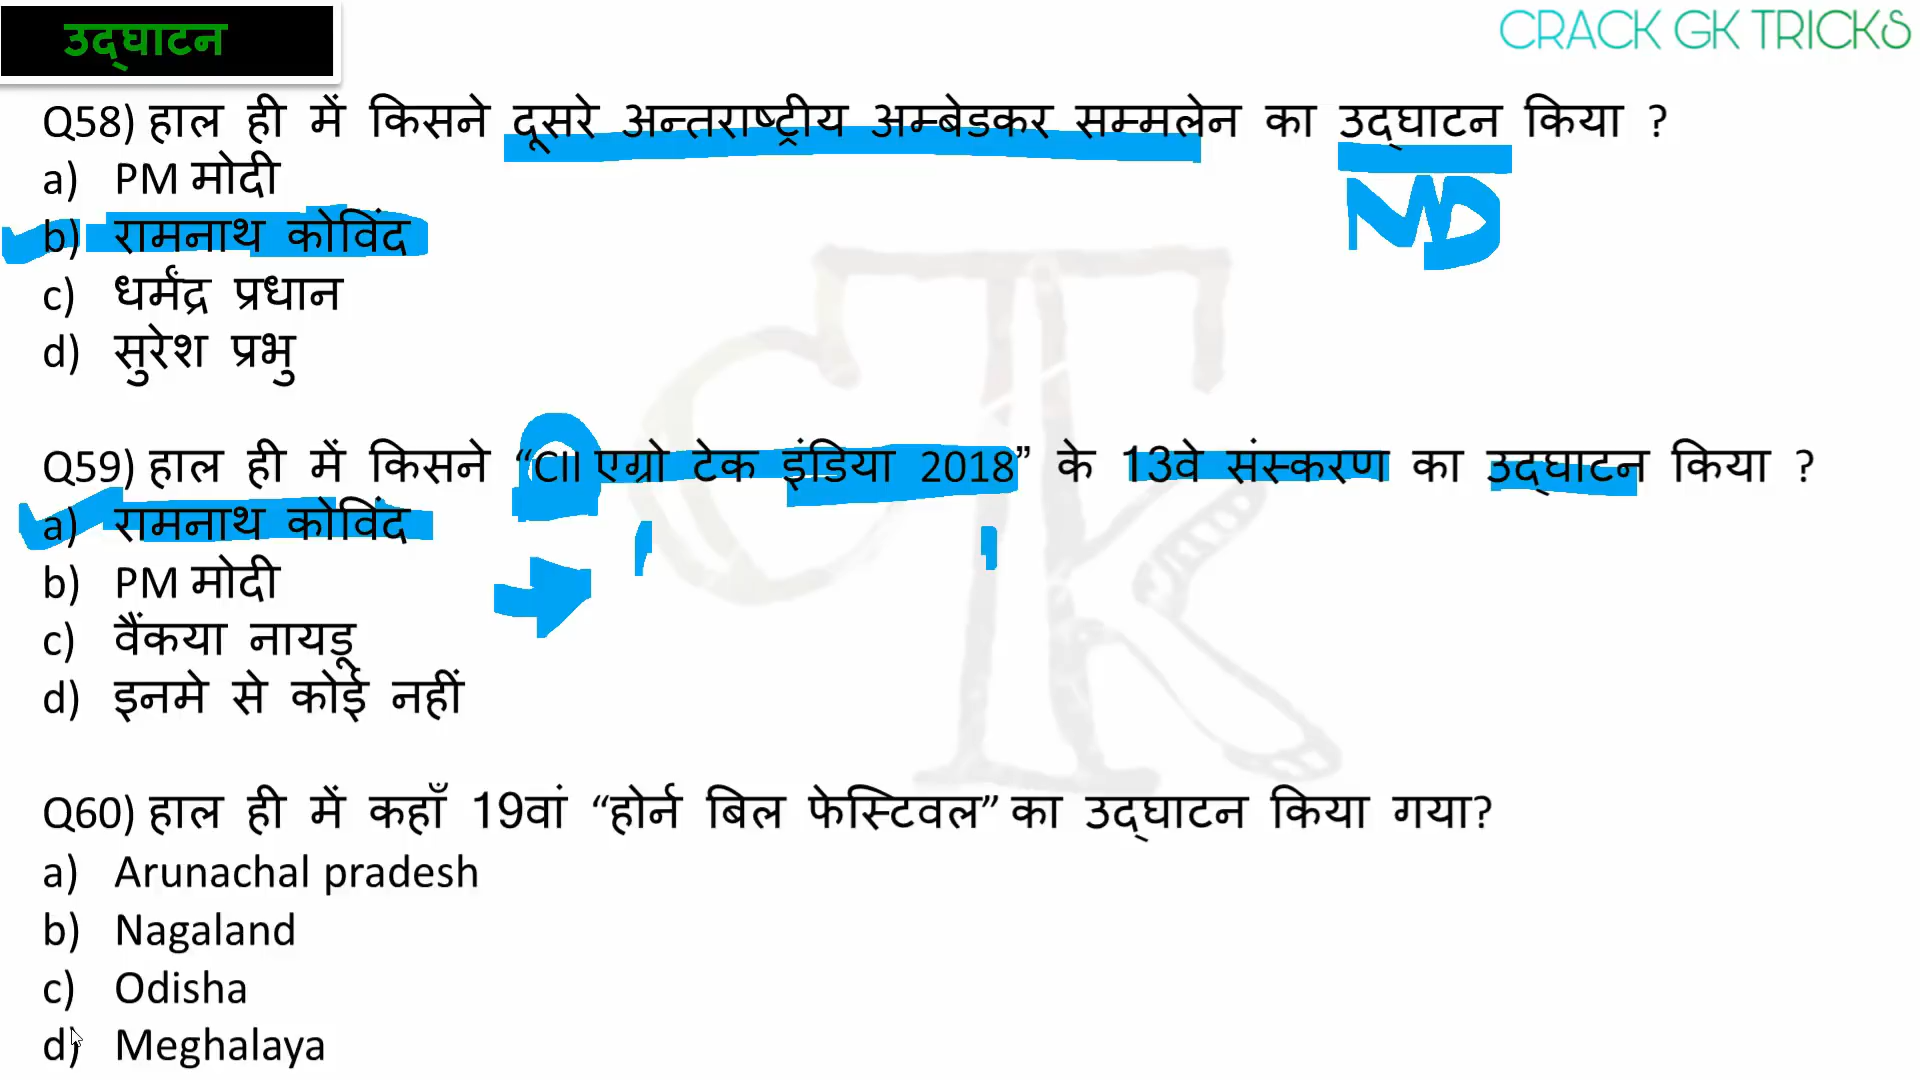 उद्घाटन
CRACK GK TRICKS
Q58) हाल ही में किसने दूसरे अन्तराष्ट्रीय अम्बेडकर सम्मलेन का उद्घाटन किया ?
a) PM मोदी
ND
b) रामनाथ कोविंद
c) धर्मेंद्र प्रधान
d) सुरेश प्रभु
Q59) हाल ही में किसने “CII एग्रो टेक इंडिया 2018” के 13वे संस्करण का उद्घाटन किया ?
a) रामनाथ कोविंद
b) PM मोदी
c) वैंकया नायडू
d) इनमे से कोई नहीं
Q60) हाल ही में कहाँ 19वां “होर्न बिल फेस्टिवल” का उद्घाटन किया गया?
a) Arunachal pradesh
b) Nagaland
c) Odisha
d) Meghalaya